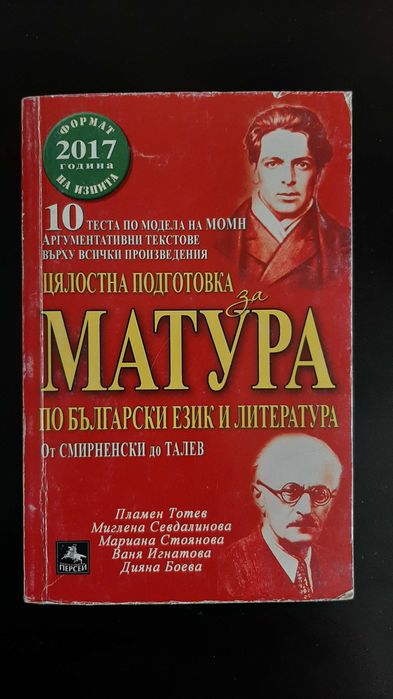 ФОРМАТ
2017
ГОДИНА
НА ИЗПИТА
10 ТЕСТА ПО МОДЕЛА НА МОМН
АРГУМЕНТАТИВНИ ТЕКСТОВЕ
ВЪРХУ ВСИЧКИ ПРОИЗВЕДЕНИЯ
ЦЯЛОСТНА ПОДГОТОВКА
за
МАТУРА
ПО БЪЛГАРСКИ ЕЗИК И ЛИТЕРАТУРА
От СМИРНЕНСКИ до ТАЛЕВ
Пламен Тотев
Миглена Севдалинова
Мариана Стоянова
Ваня Игнатова
Дияна Боева
ПЕРСЕЙ